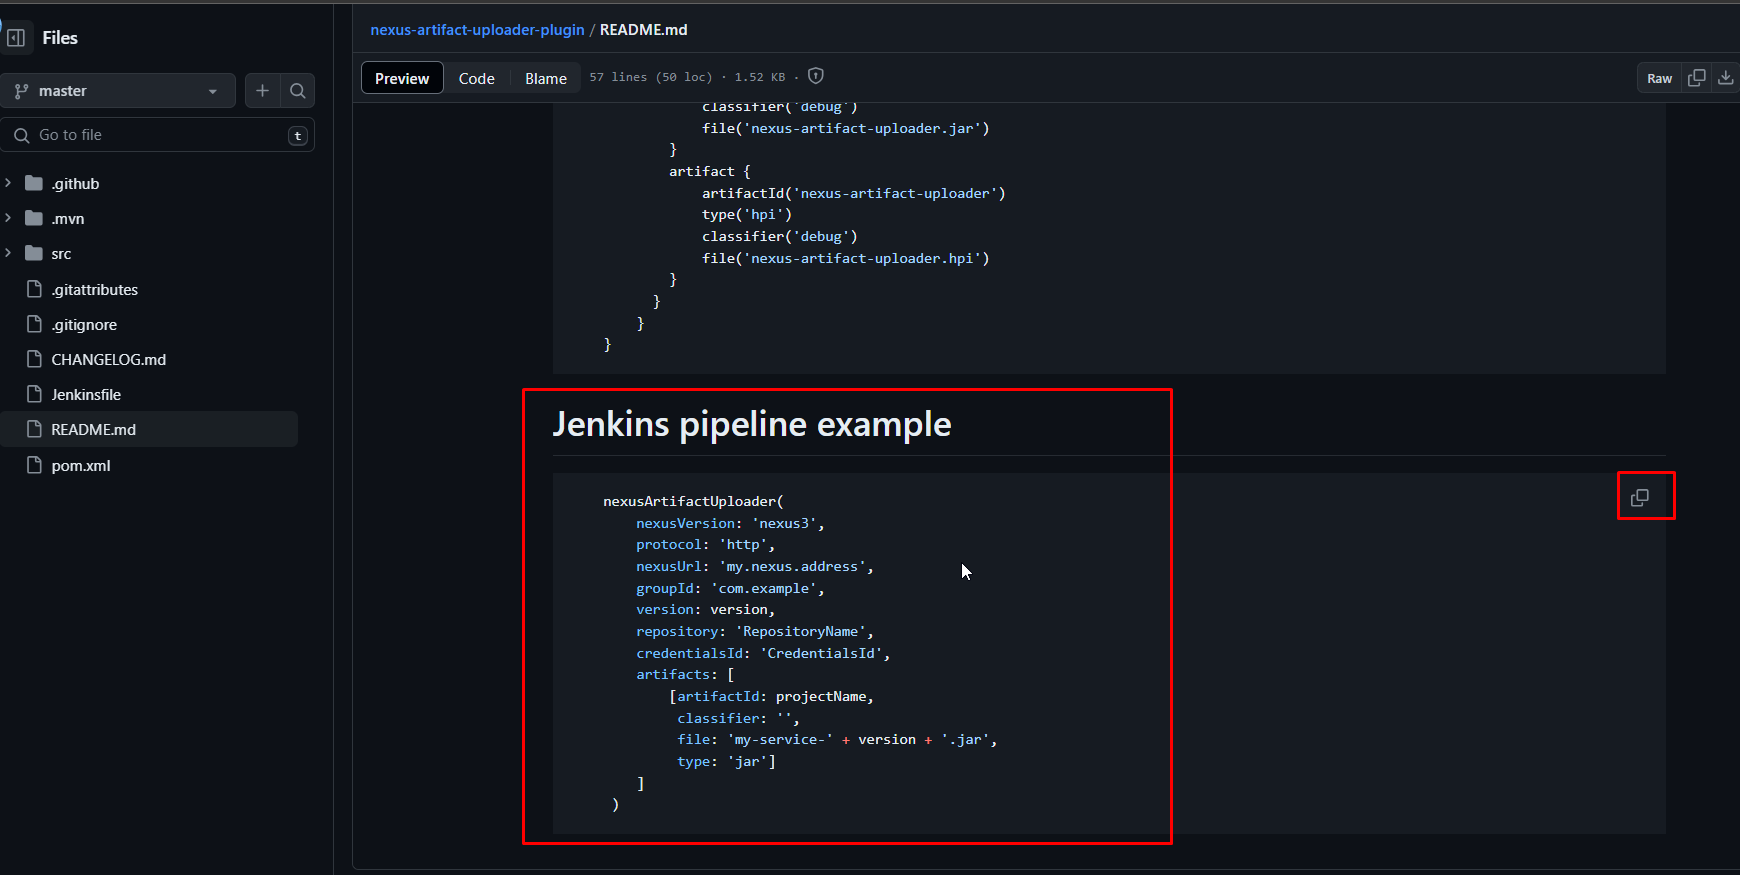 Files
master
Go to file
t
.github
.mvn
src
.gitattributes
.gitignore
CHANGELOG.md
Jenkinsfile
README.md
pom.xml
nexus-artifact-uploader-plugin / README.md
Preview Code Blame 57 lines (50 loc) · 1.52 KB · Raw
classifier('debug')
file('nexus-artifact-uploader.jar')
}
artifact {
artifactId('nexus-artifact-uploader')
type('hpi')
classifier('debug')
file('nexus-artifact-uploader.hpi')
}
}
}
}
Jenkins pipeline example
nexusArtifactUploader(
nexusVersion: 'nexus3',
protocol: 'http',
nexusUrl: 'my.nexus.address',
groupId: 'com.example',
version: version,
repository: 'RepositoryName',
credentialsId: 'CredentialsId',
artifacts: [
[artifactId: projectName,
classifier: '',
file: 'my-service-' + version + '.jar',
type: 'jar']
]
)